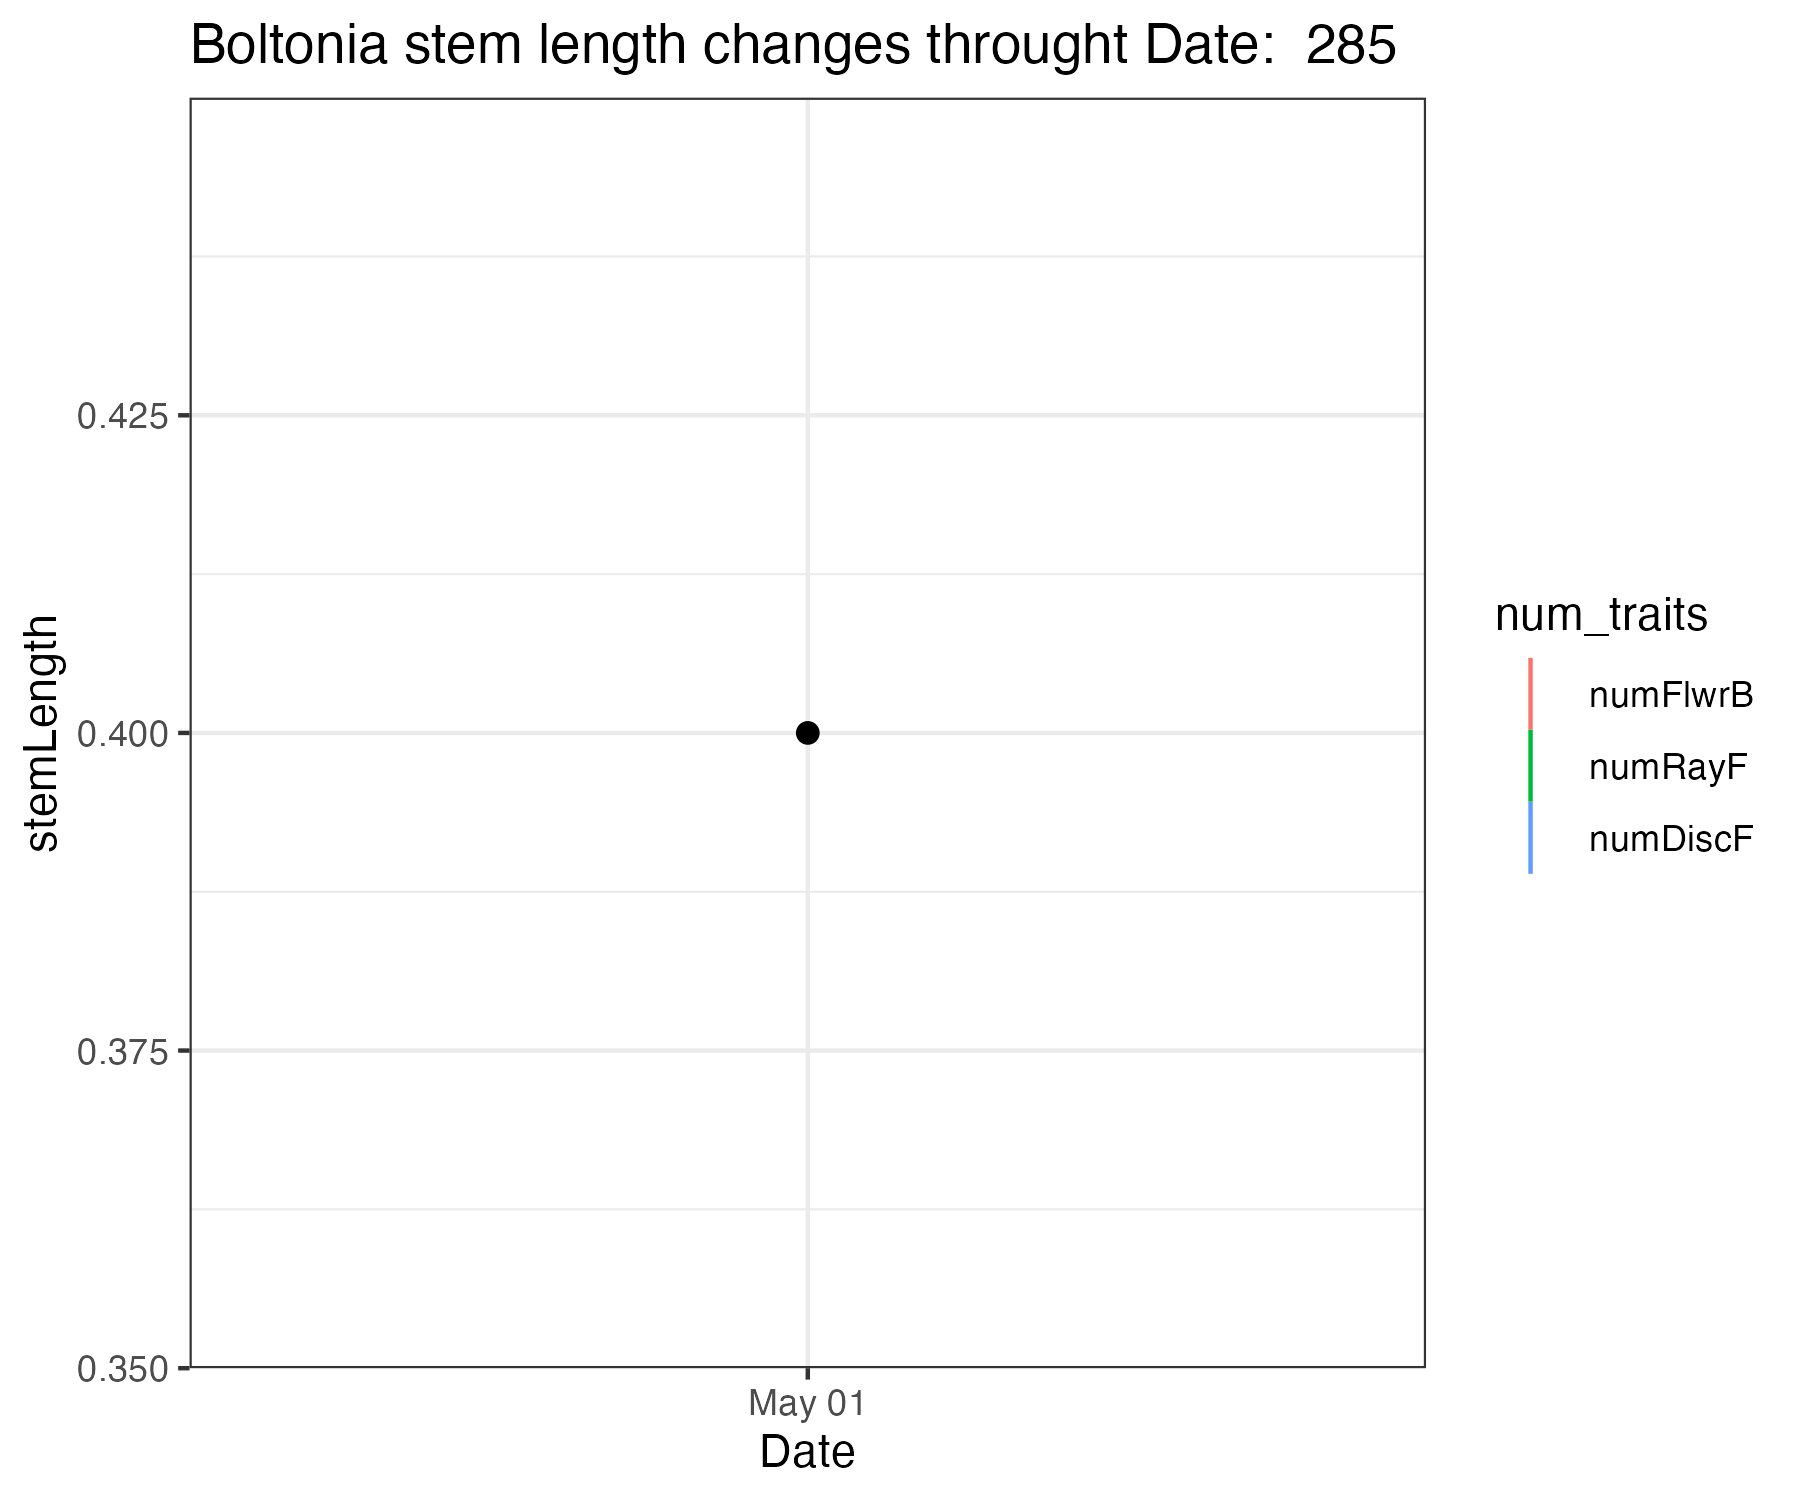 Boltonia stem length changes throught Date:  285
stemLength
0.425
0.400
0.375
0.350
May 01
Date
num_traits
numFlwrB
numRayF
numDiscF